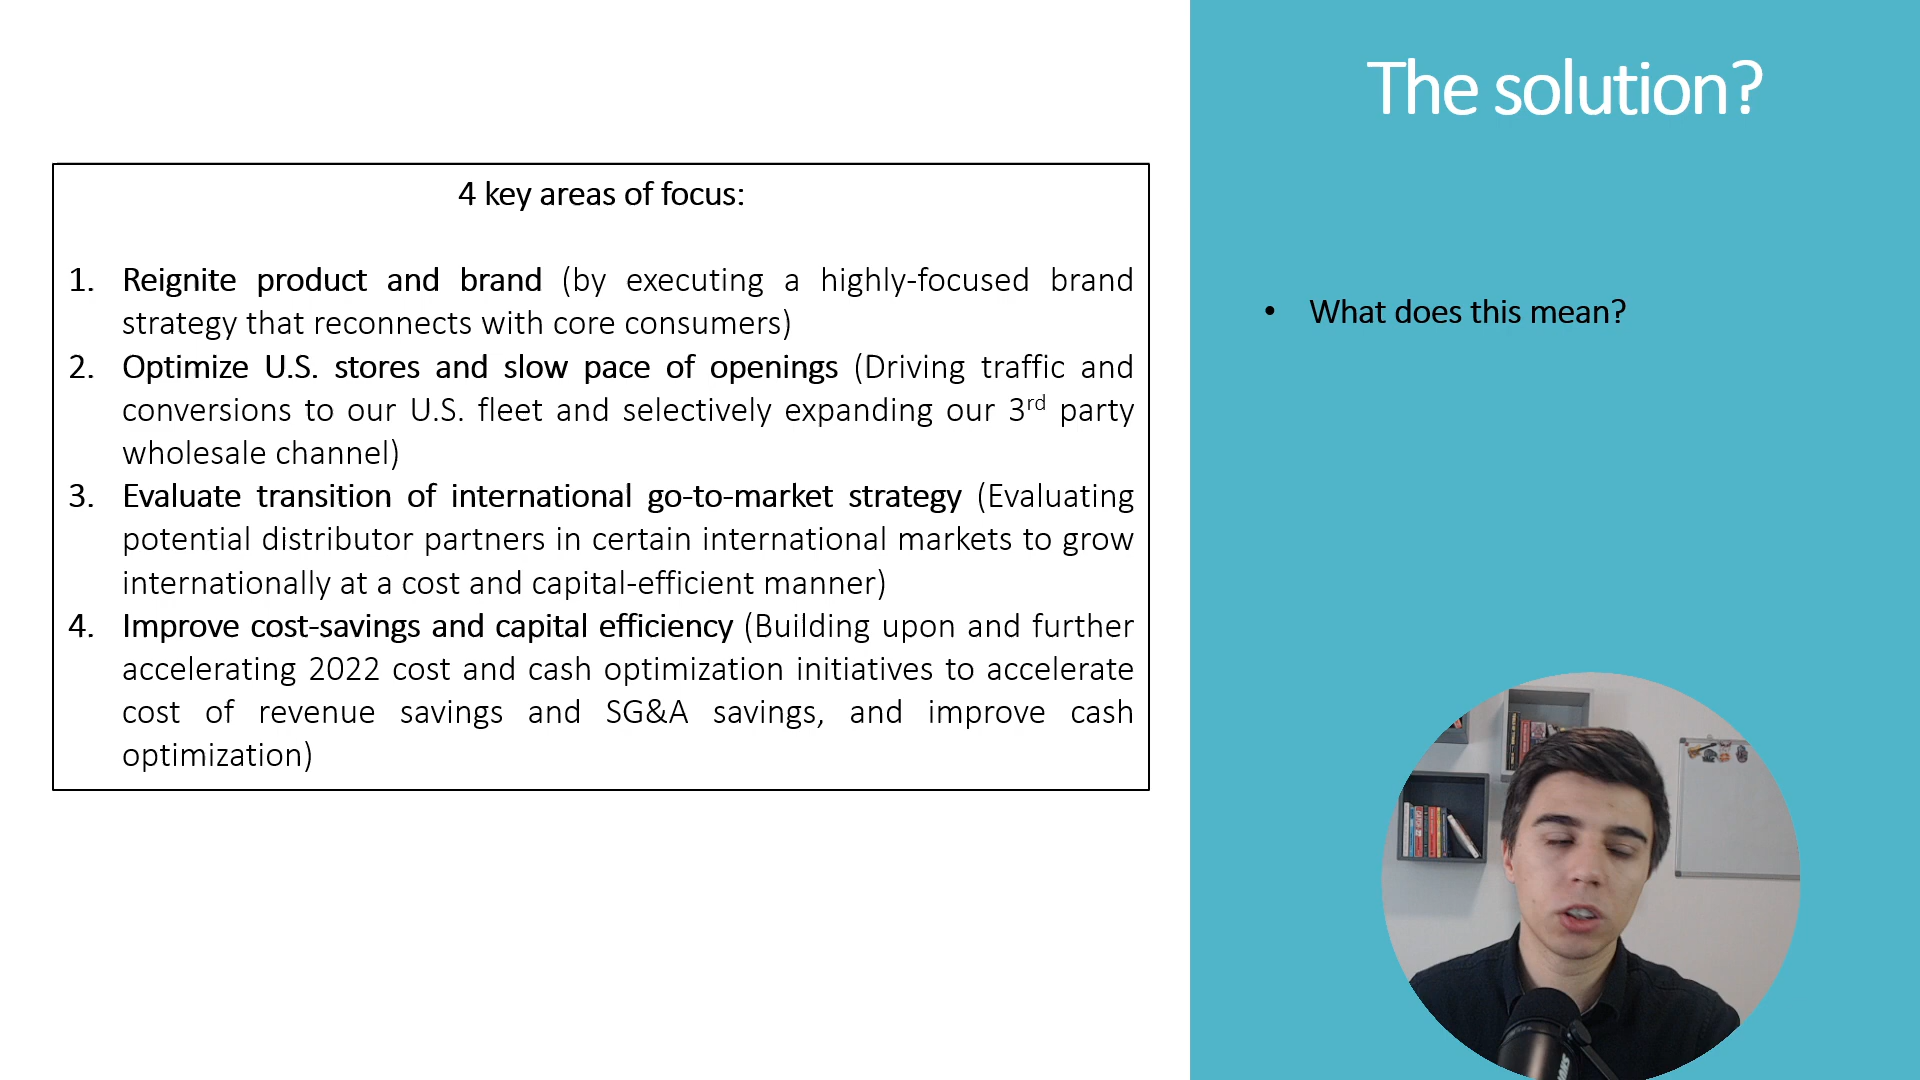 The solution?
4 key areas of focus:
1. Reignite product and brand (by executing a highly-focused brand
strategy that reconnects with core consumers)
2. Optimize U.S. stores and slow pace of openings (Driving traffic and
conversions to our U.S. fleet and selectively expanding our 3rd party
wholesale channel)
3. Evaluate transition of international go-to-market strategy (Evaluating
potential distributor partners in certain international markets to grow
internationally at a cost and capital-efficient manner)
4. Improve cost-savings and capital efficiency (Building upon and further
accelerating 2022 cost and cash optimization initiatives to accelerate
cost of revenue savings and SG&A savings, and improve cash
optimization)
• What does this mean?